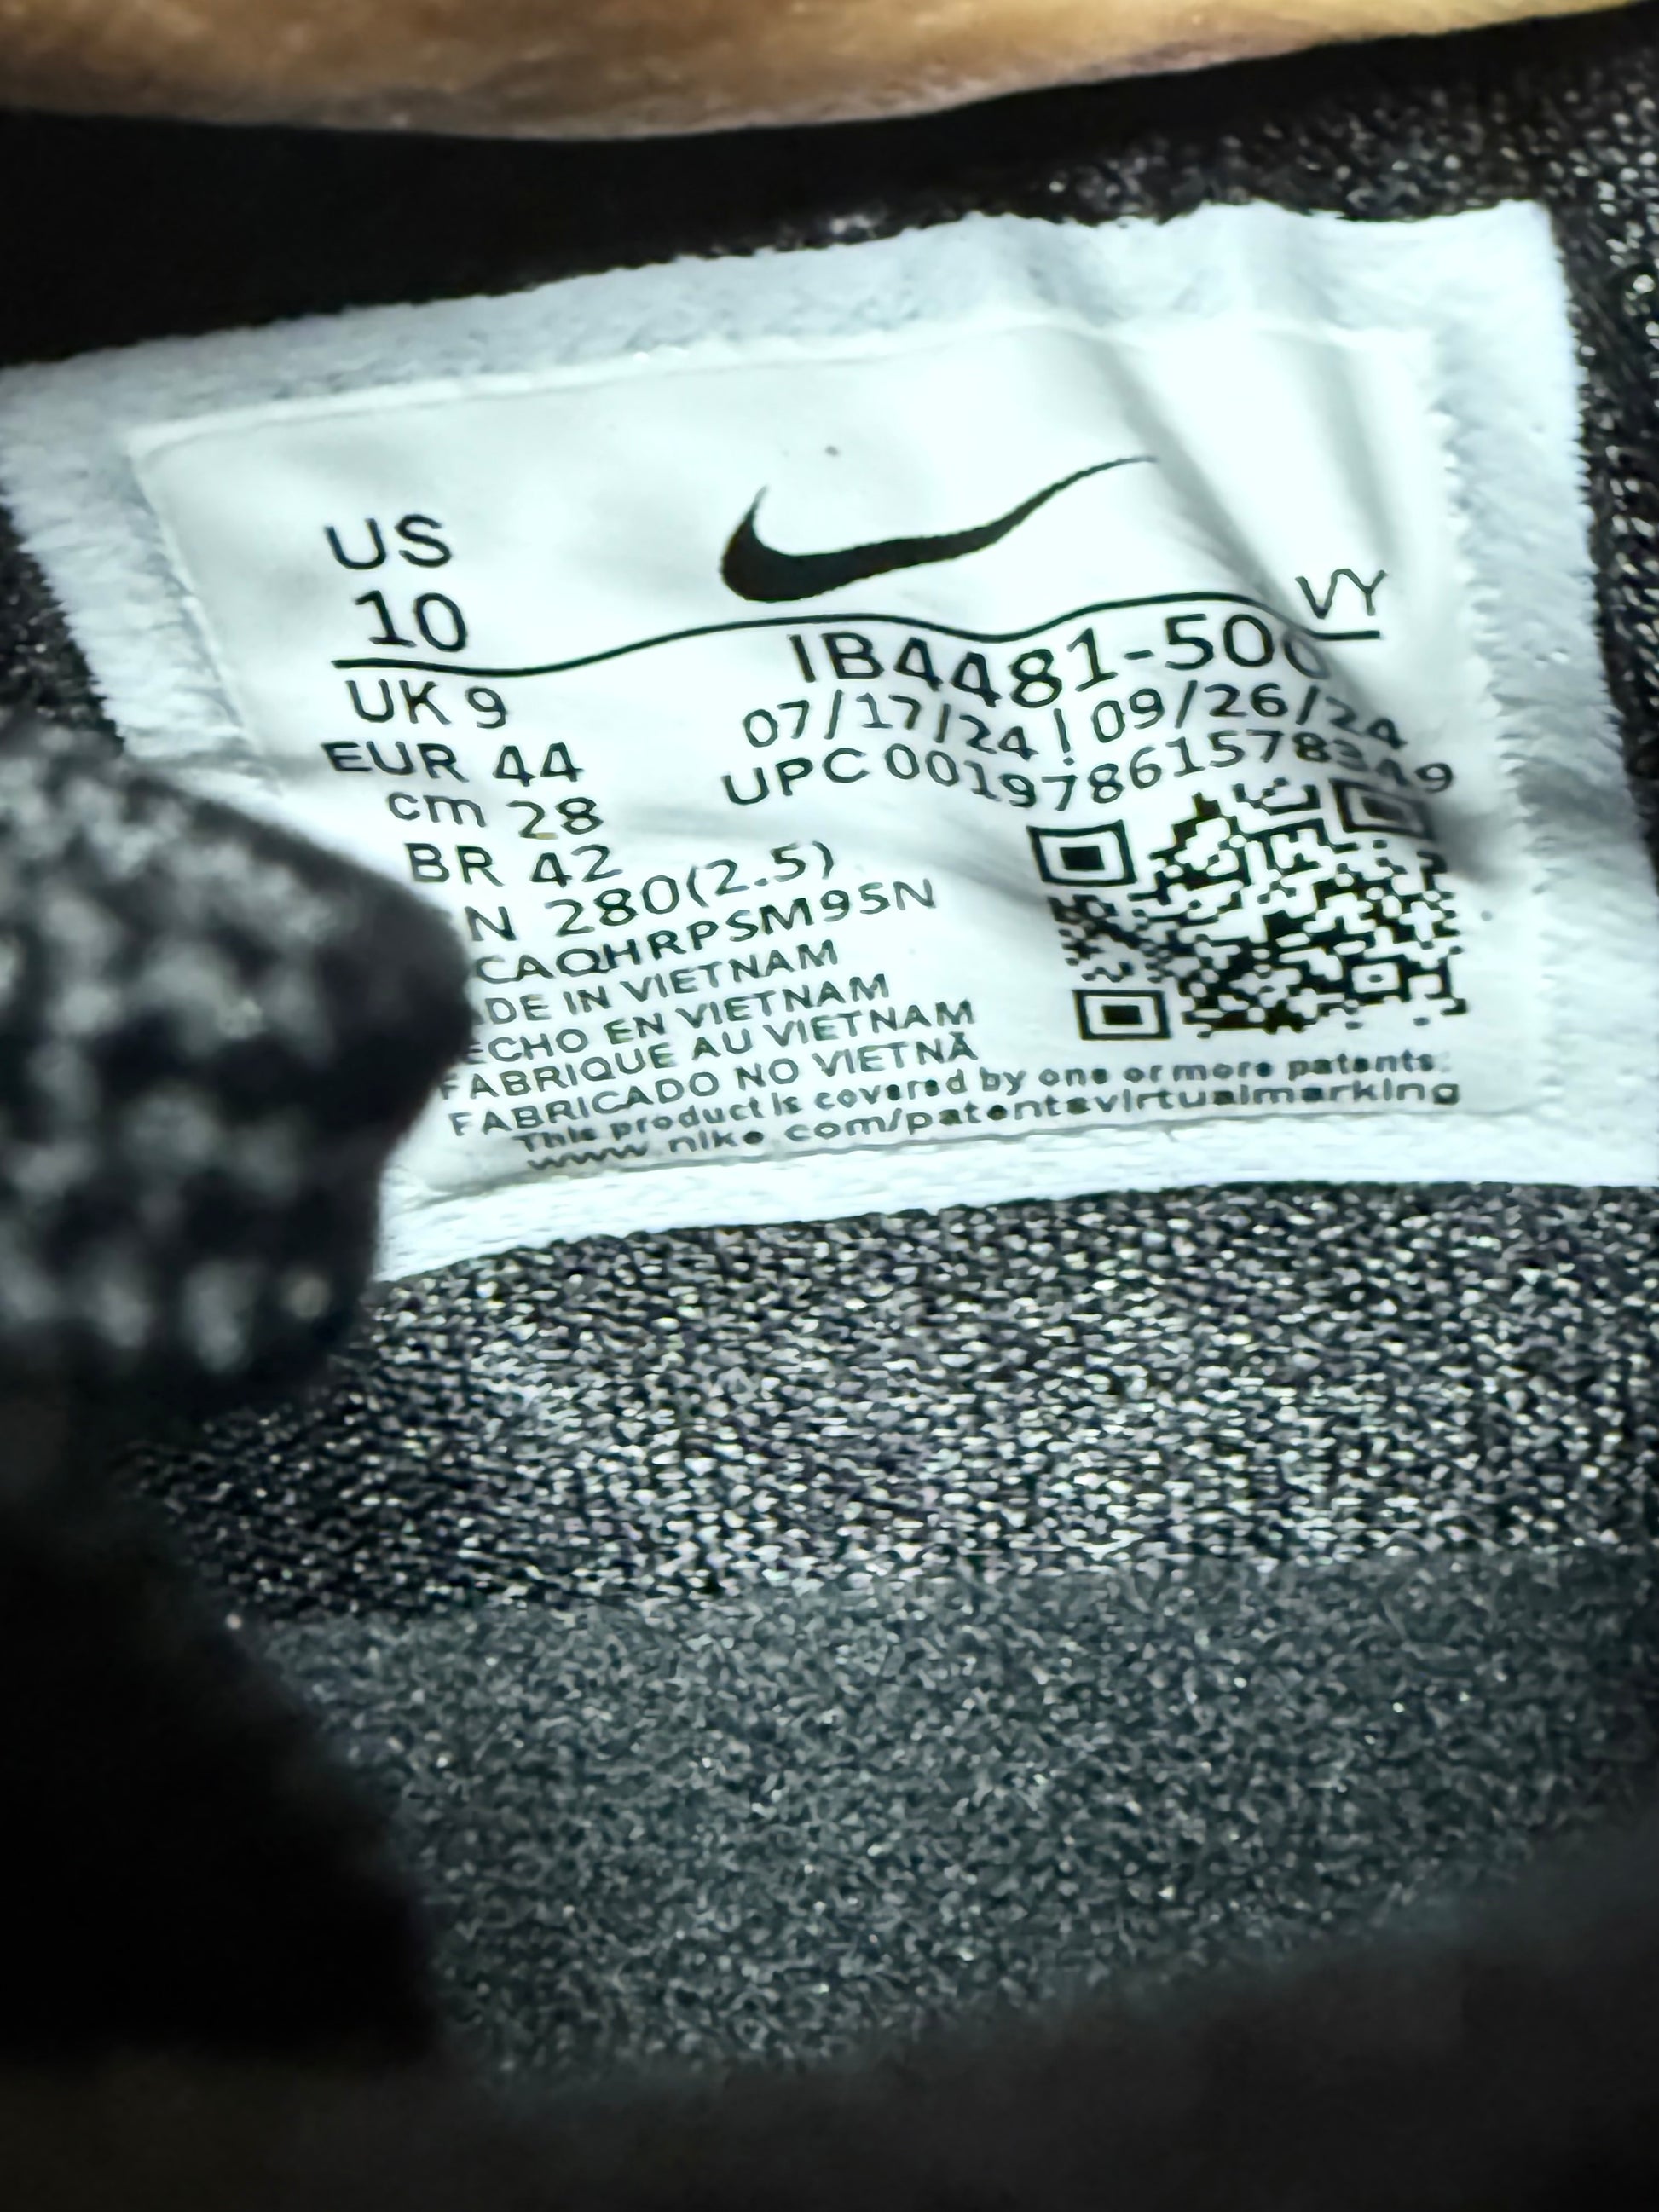 US
10
VY
UK 9
IB4481-500
EUR 44
07/17/24 | 09/26/24
cm 28
UPC 00197861578349
BR 42
N 280(2.5)
CAQHRPSM95N
DE IN VIETNAM
ECHO EN VIETNAM
FABRIQUE AU VIETNAM
FABRICADO NO VIETNÃ
This product is covered by one or more patents:
www.nike.com/patentsvirtualmarking